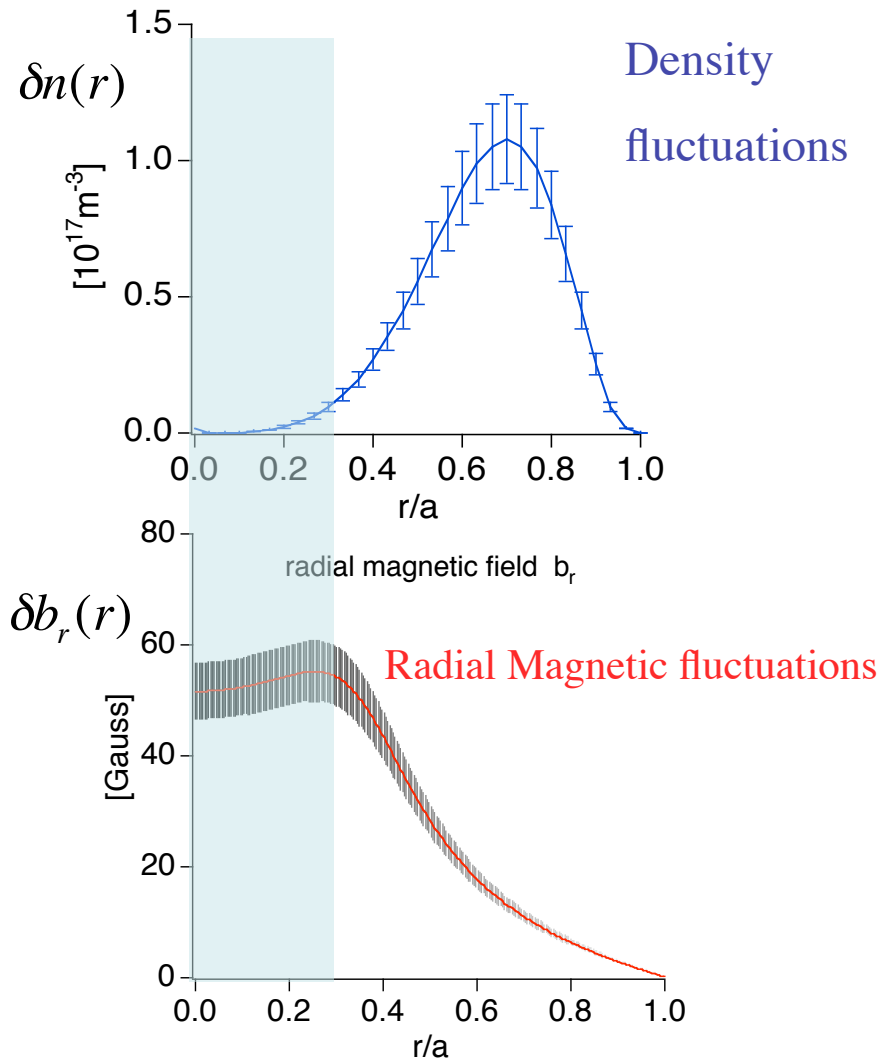 1.5
δn(r)
Density
fluctuations
1.0
[10^17 m^-3]
0.5
0.0
0.0 0.2 0.4 0.6 0.8 1.0
r/a
80
radial magnetic field b_r
δb_r(r)
60
Radial Magnetic fluctuations
40
[Gauss]
20
0
0.0 0.2 0.4 0.6 0.8 1.0
r/a